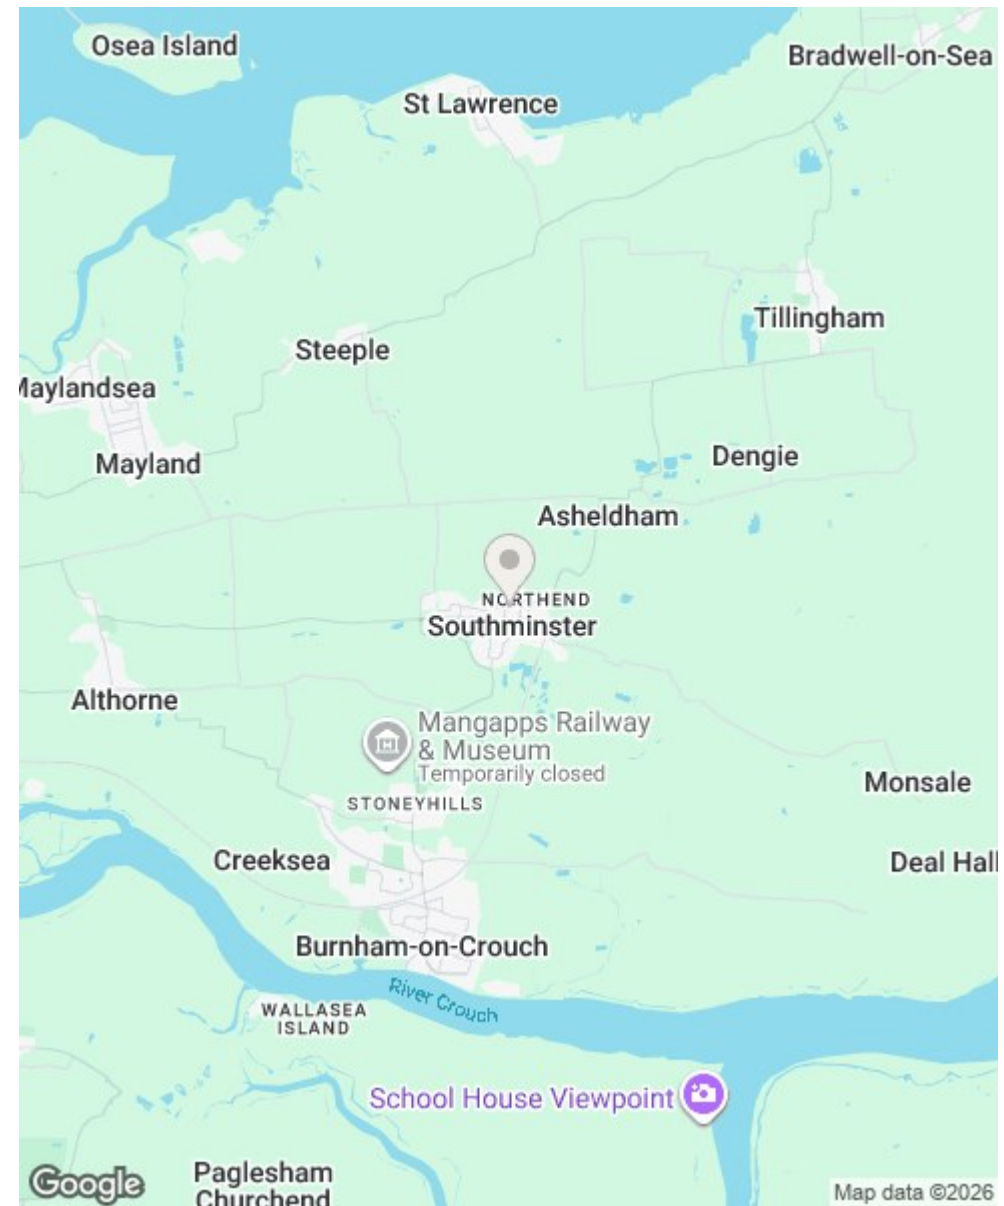 Osea Island
Bradwell-on-Sea
St Lawrence
Tillingham
Steeple
Maylandsea
Mayland
Dengie
Asheldham
NORTHEND
Southminster
Althorne
Mangapps Railway
& Museum
Temporarily closed
Monsale
STONEYHILLS
Creeksea
Deal Hall
Burnham-on-Crouch
River Crouch
WALLASEA
ISLAND
School House Viewpoint
Paglesham
Churchend
Google
Map data ©2026